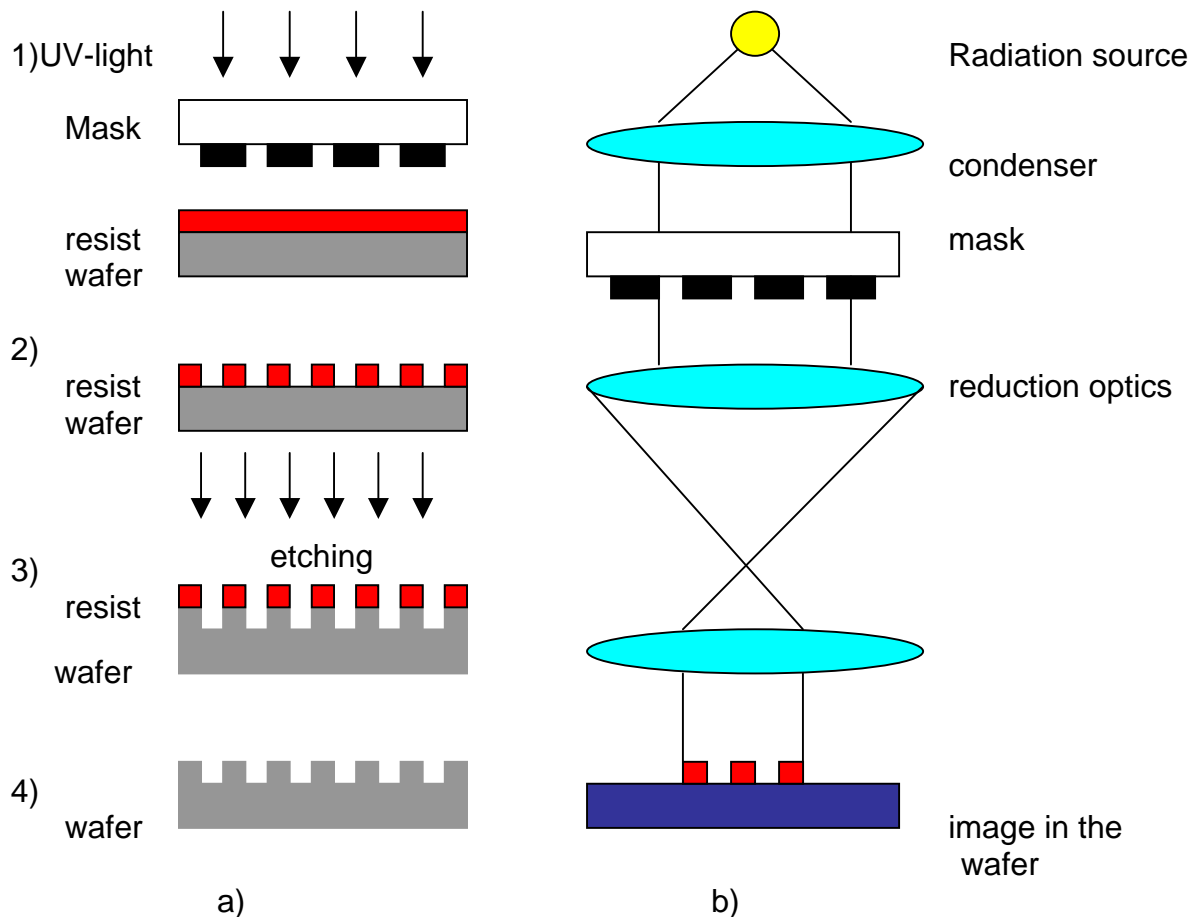 1)UV-light
Mask
resist
wafer
2)
resist
wafer
etching
3)
resist
wafer
4)
wafer
a)
Radiation source
condenser
mask
reduction optics
image in the
wafer
b)